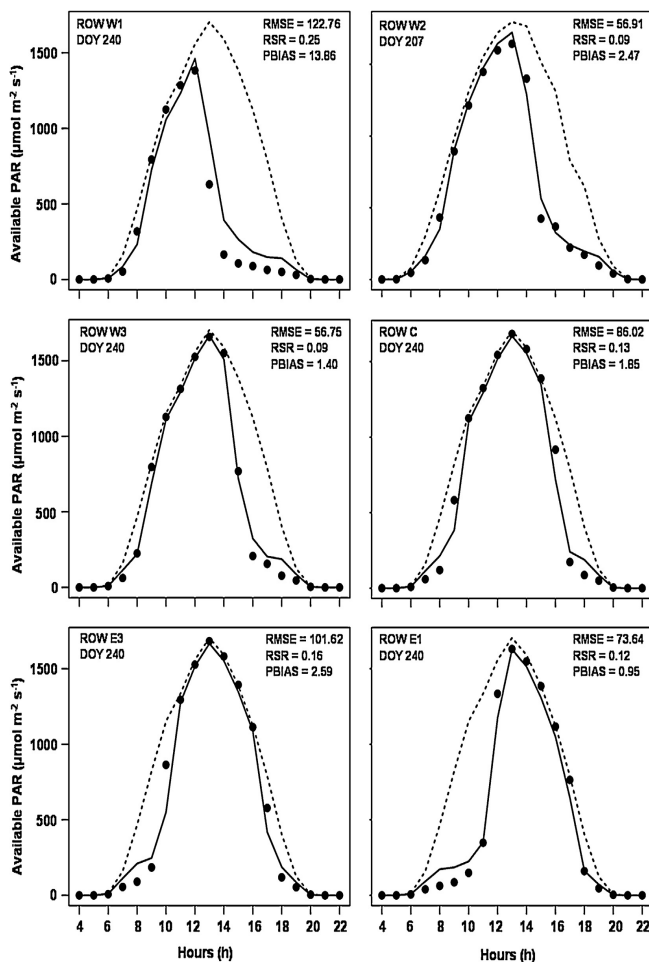 ROW W1
DOY 240
RMSE = 122.76
RSR = 0.25
PBIAS = 13.86
Available PAR (µmol m-2 s-1)
1500
1000
500
0
ROW W2
DOY 207
RMSE = 56.91
RSR = 0.09
PBIAS = 2.47
ROW W3
DOY 240
RMSE = 56.75
RSR = 0.09
PBIAS = 1.40
Available PAR (µmol m-2 s-1)
1500
1000
500
0
ROW C
DOY 240
RMSE = 86.02
RSR = 0.13
PBIAS = 1.85
ROW E3
DOY 240
RMSE = 101.62
RSR = 0.16
PBIAS = 2.59
Available PAR (µmol m-2 s-1)
1500
1000
500
0
4 6 8 10 12 14 16 18 20 22
Hours (h)
ROW E1
DOY 240
RMSE = 73.64
RSR = 0.12
PBIAS = 0.95
4 6 8 10 12 14 16 18 20 22
Hours (h)